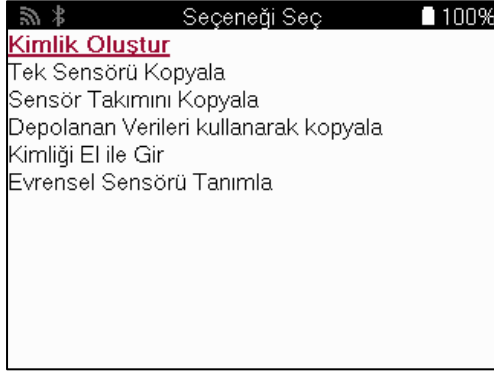 Seçeneği Seç 100%
Kimlik Oluştur
Tek Sensörü Kopyala
Sensör Takımını Kopyala
Depolanan Verileri kullanarak kopyala
Kimliği El ile Gir
Evrensel Sensörü Tanımla